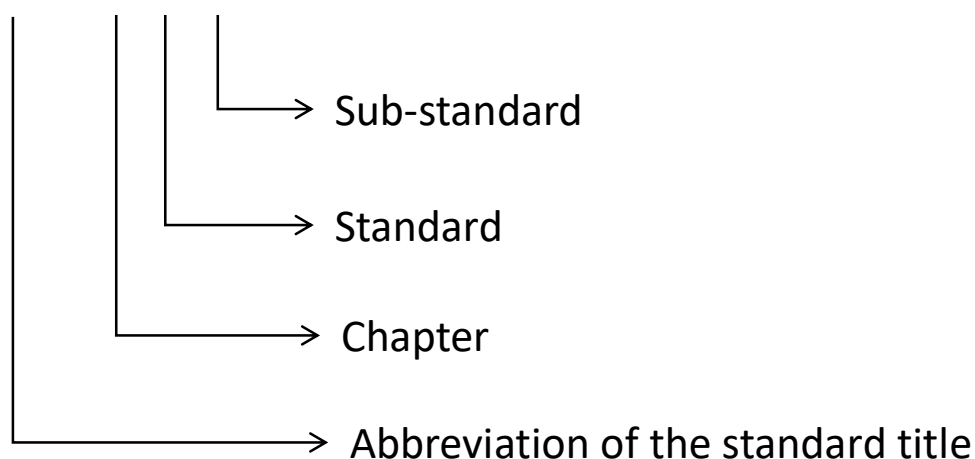 Sub-standard
Standard
Chapter
Abbreviation of the standard title